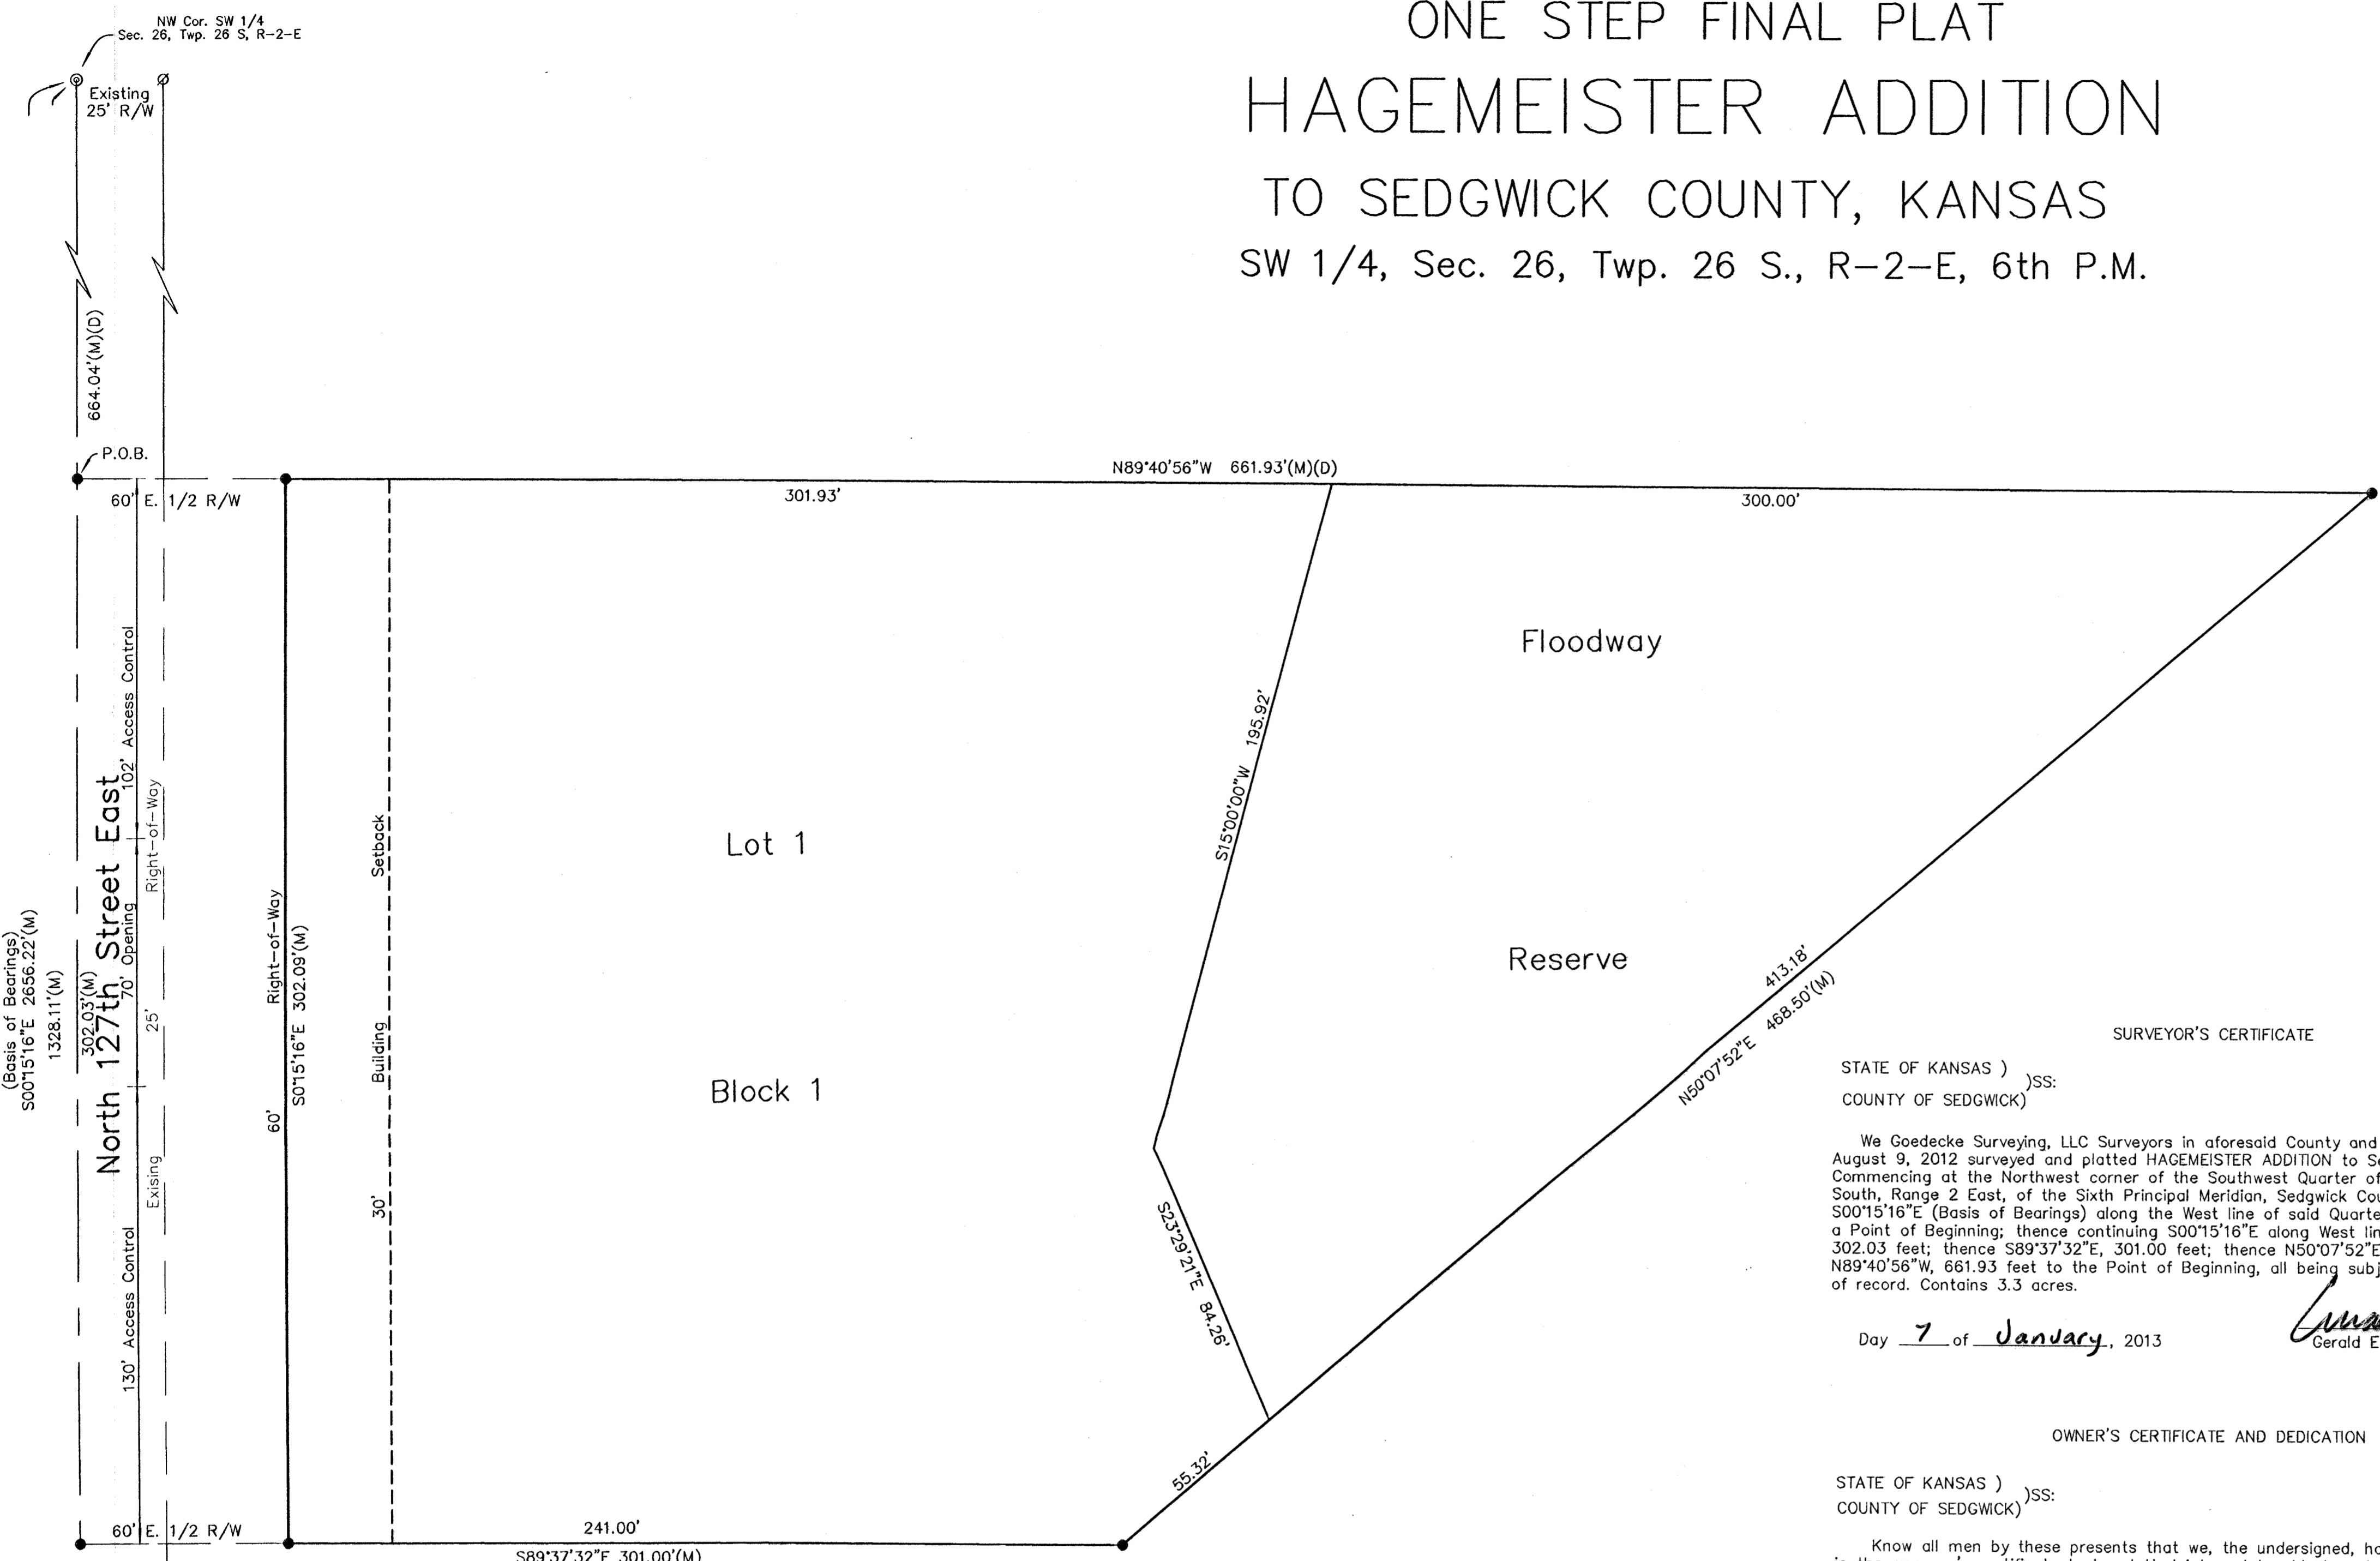 ONE STEP FINAL PLAT
HAGEMEISTER ADDITION
TO SEDGWICK COUNTY, KANSAS
SW 1/4, Sec. 26, Twp. 26 S., R-2-E, 6th P.M.
NW Cor. SW 1/4
Sec. 26, Twp. 26 S, R-2-E
Existing
25' R/W
664.04'(M)(D)
P.O.B.
60' E. 1/2 R/W
N89°40'56"W 661.93'(M)(D)
301.93'
300.00'
(Basis of Bearings)
S00°15'16"E 2656.22'(M)
1328.11'(M)
302.03'(M)
North 127th Street East
102' Access Control
70' Opening
130' Access Control
Exising 25' Right-of-Way
60' Right-of-Way
S0°15'16"E 302.09'(M)
30' Building Setback
Lot 1
Block 1
S15°00'00"W 195.92'
S23°29'21"E 84.26'
Floodway
Reserve
413.18'
N50°07'52"E 468.50'(M)
55.32'
60' E. 1/2 R/W
241.00'
S89°37'32"E 301.00'(M)
SURVEYOR'S CERTIFICATE
STATE OF KANSAS )
)SS:
COUNTY OF SEDGWICK)
We Goedecke Surveying, LLC Surveyors in aforesaid County and
August 9, 2012 surveyed and platted HAGEMEISTER ADDITION to Se
Commencing at the Northwest corner of the Southwest Quarter of
South, Range 2 East, of the Sixth Principal Meridian, Sedgwick Cou
S00°15'16"E (Basis of Bearings) along the West line of said Quarte
a Point of Beginning; thence continuing S00°15'16"E along West lin
302.03 feet; thence S89°37'32"E, 301.00 feet; thence N50°07'52"E
N89°40'56"W, 661.93 feet to the Point of Beginning, all being subj
of record. Contains 3.3 acres.
Day 7 of January, 2013
Gerald E
OWNER'S CERTIFICATE AND DEDICATION
STATE OF KANSAS )
)SS:
COUNTY OF SEDGWICK)
Know all men by these presents that we, the undersigned, ha